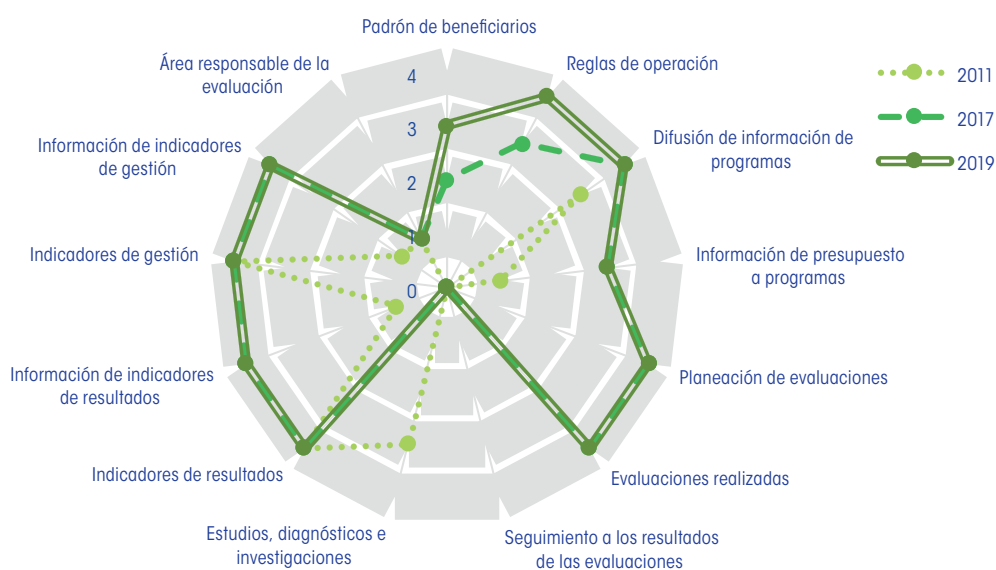 Padrón de beneficiarios
Reglas de operación
Difusión de información de
programas
Información de presupuesto
a programas
Planeación de evaluaciones
Evaluaciones realizadas
Seguimiento a los resultados
de las evaluaciones
Estudios, diagnósticos e
investigaciones
Indicadores de resultados
Información de indicadores
de resultados
Indicadores de gestión
Información de indicadores
de gestión
Área responsable de la
evaluación
4
3
2
1
0
2011
2017
2019